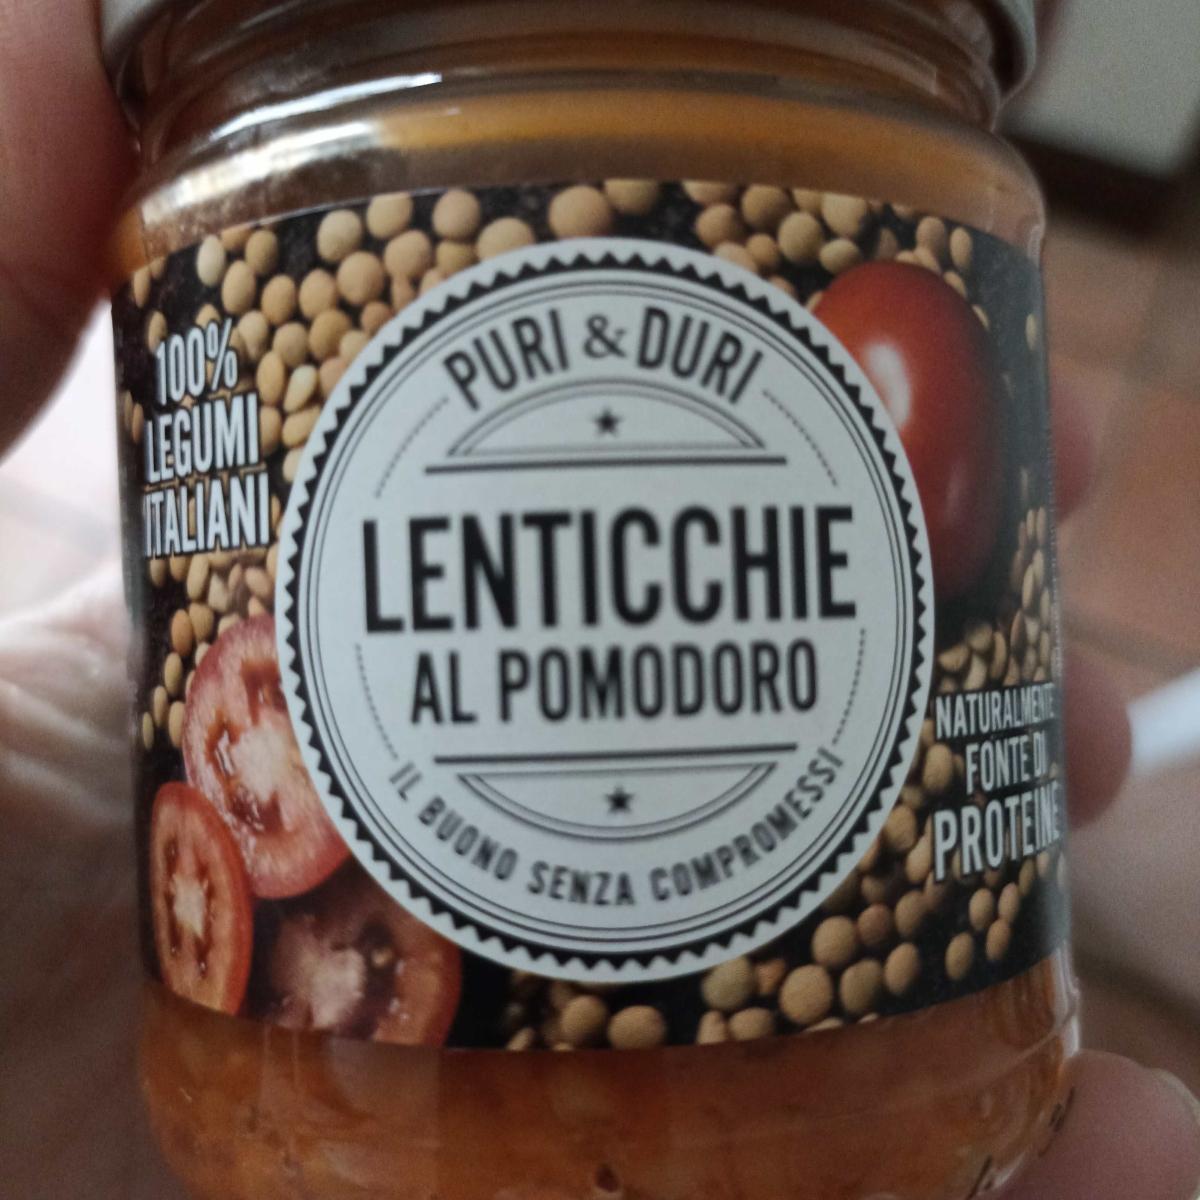 PURI & DURI
100%
LEGUMI
ITALIANI
LENTICCHIE
AL POMODORO
IL BUONO SENZA COMPROMESSI
NATURALMENTE
FONTE DI
PROTEINE